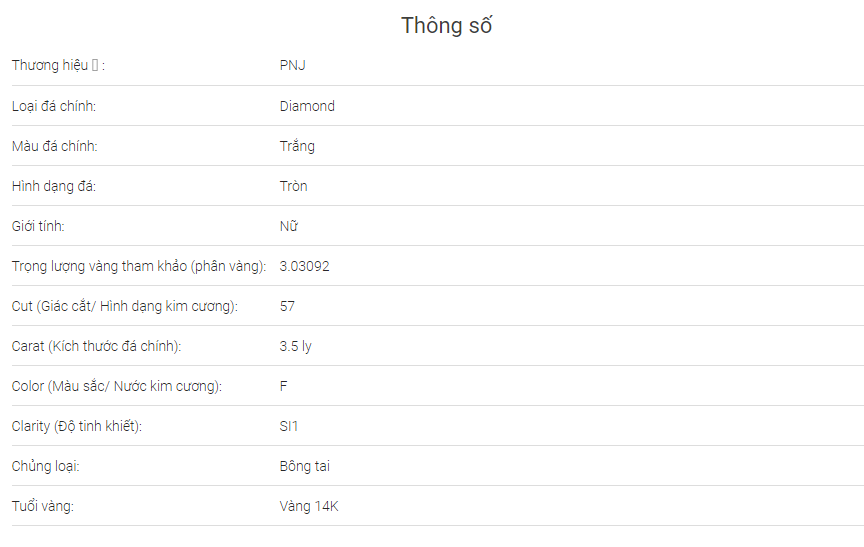 Thông số
Thương hiệu : PNJ
Loại đá chính: Diamond
Màu đá chính: Trắng
Hình dạng đá: Tròn
Giới tính: Nữ
Trọng lượng vàng tham khảo (phân vàng): 3.03092
Cut (Giác cắt/ Hình dạng kim cương): 57
Carat (Kích thước đá chính): 3.5 ly
Color (Màu sắc/ Nước kim cương): F
Clarity (Độ tinh khiết): SI1
Chủng loại: Bông tai
Tuổi vàng: Vàng 14K